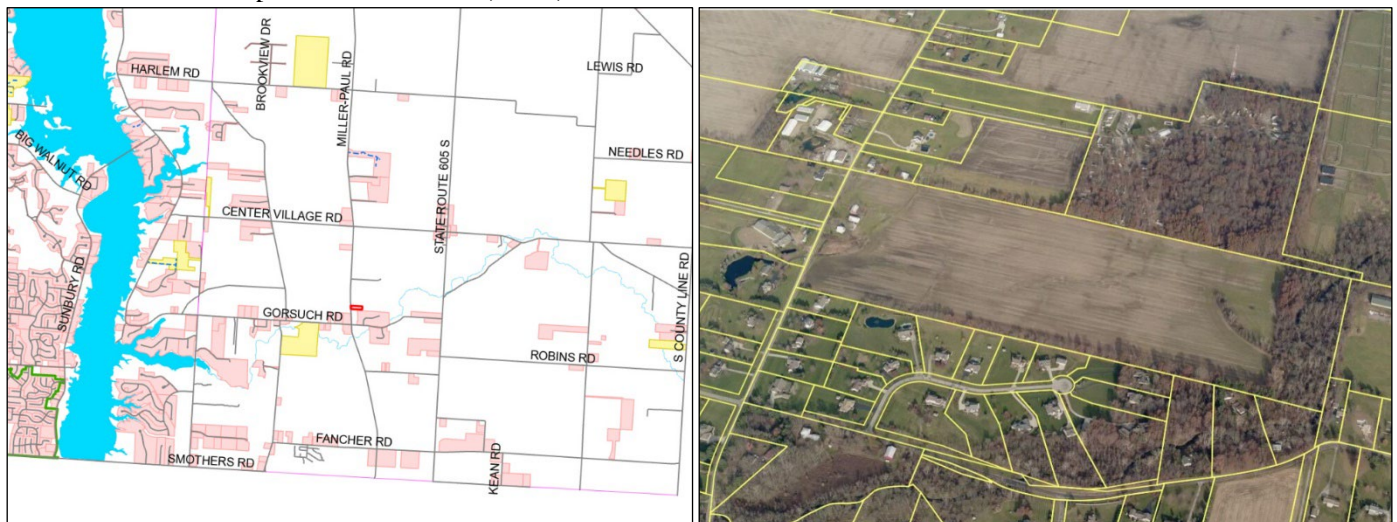 HARLEM RD
BROOKVIEW DR
MILLER-PAUL RD
LEWIS RD
BIG WALNUT RD
STATE ROUTE 605 S
NEEDLES RD
CENTER VILLAGE RD
SUNBURY RD
S COUNTY LINE RD
GORSUCH RD
ROBINS RD
FANCHER RD
KEAN RD
SMOTHERS RD